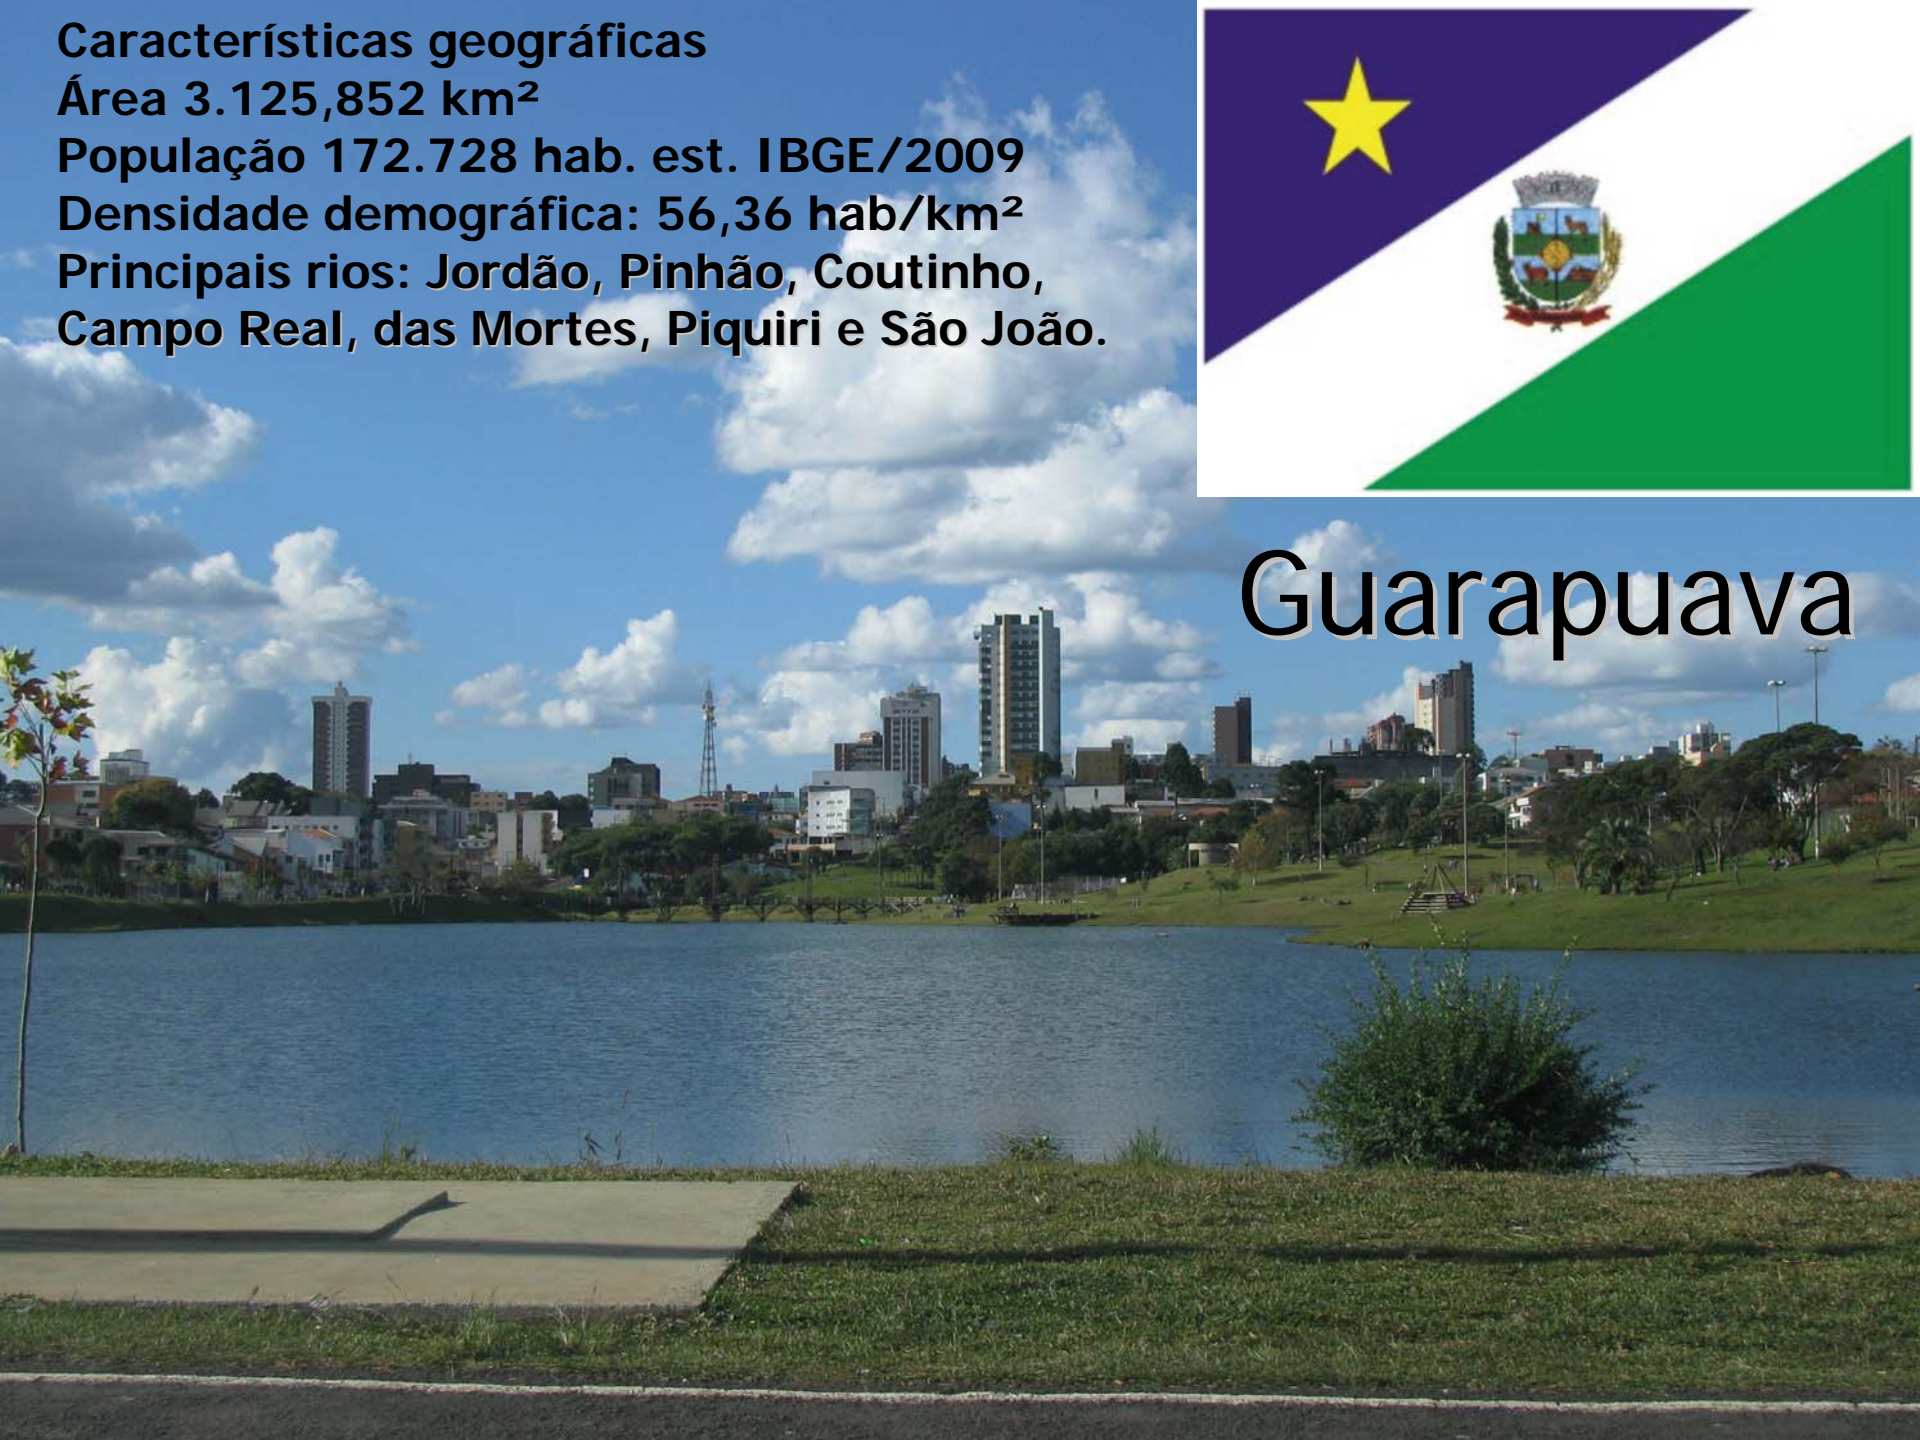 Características geográficas
Área 3.125,852 km²
População 172.728 hab. est. IBGE/2009
Densidade demográfica: 56,36 hab/km²
Principais rios: Jordão, Pinhão, Coutinho,
Campo Real, das Mortes, Piquiri e São João.
Guarapuava